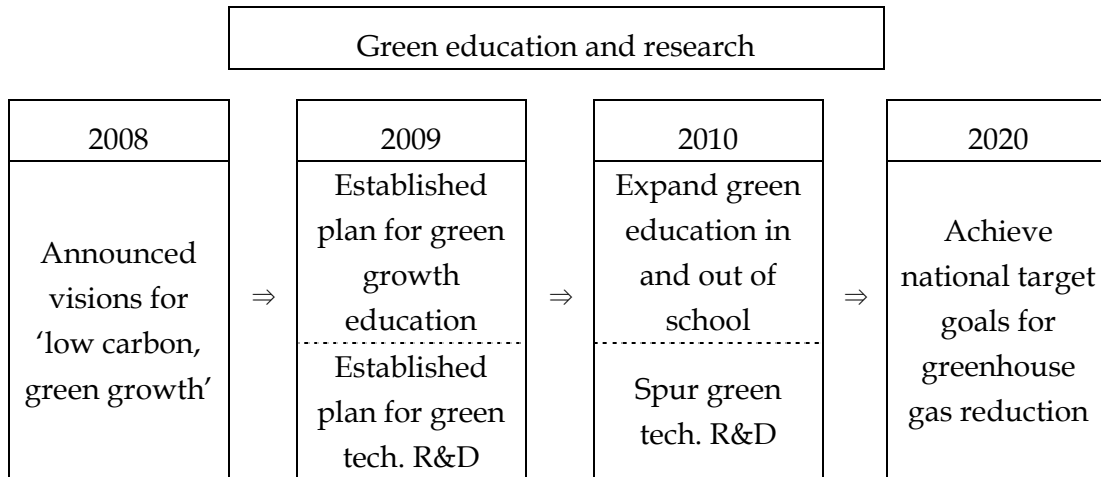 Green education and research
2008
Announced
visions for
‘low carbon,
green growth’
⇒
2009
Established
plan for green
growth
education
Established
plan for green
tech. R&D
⇒
2010
Expand green
education in
and out of
school
Spur green
tech. R&D
⇒
2020
Achieve
national target
goals for
greenhouse
gas reduction